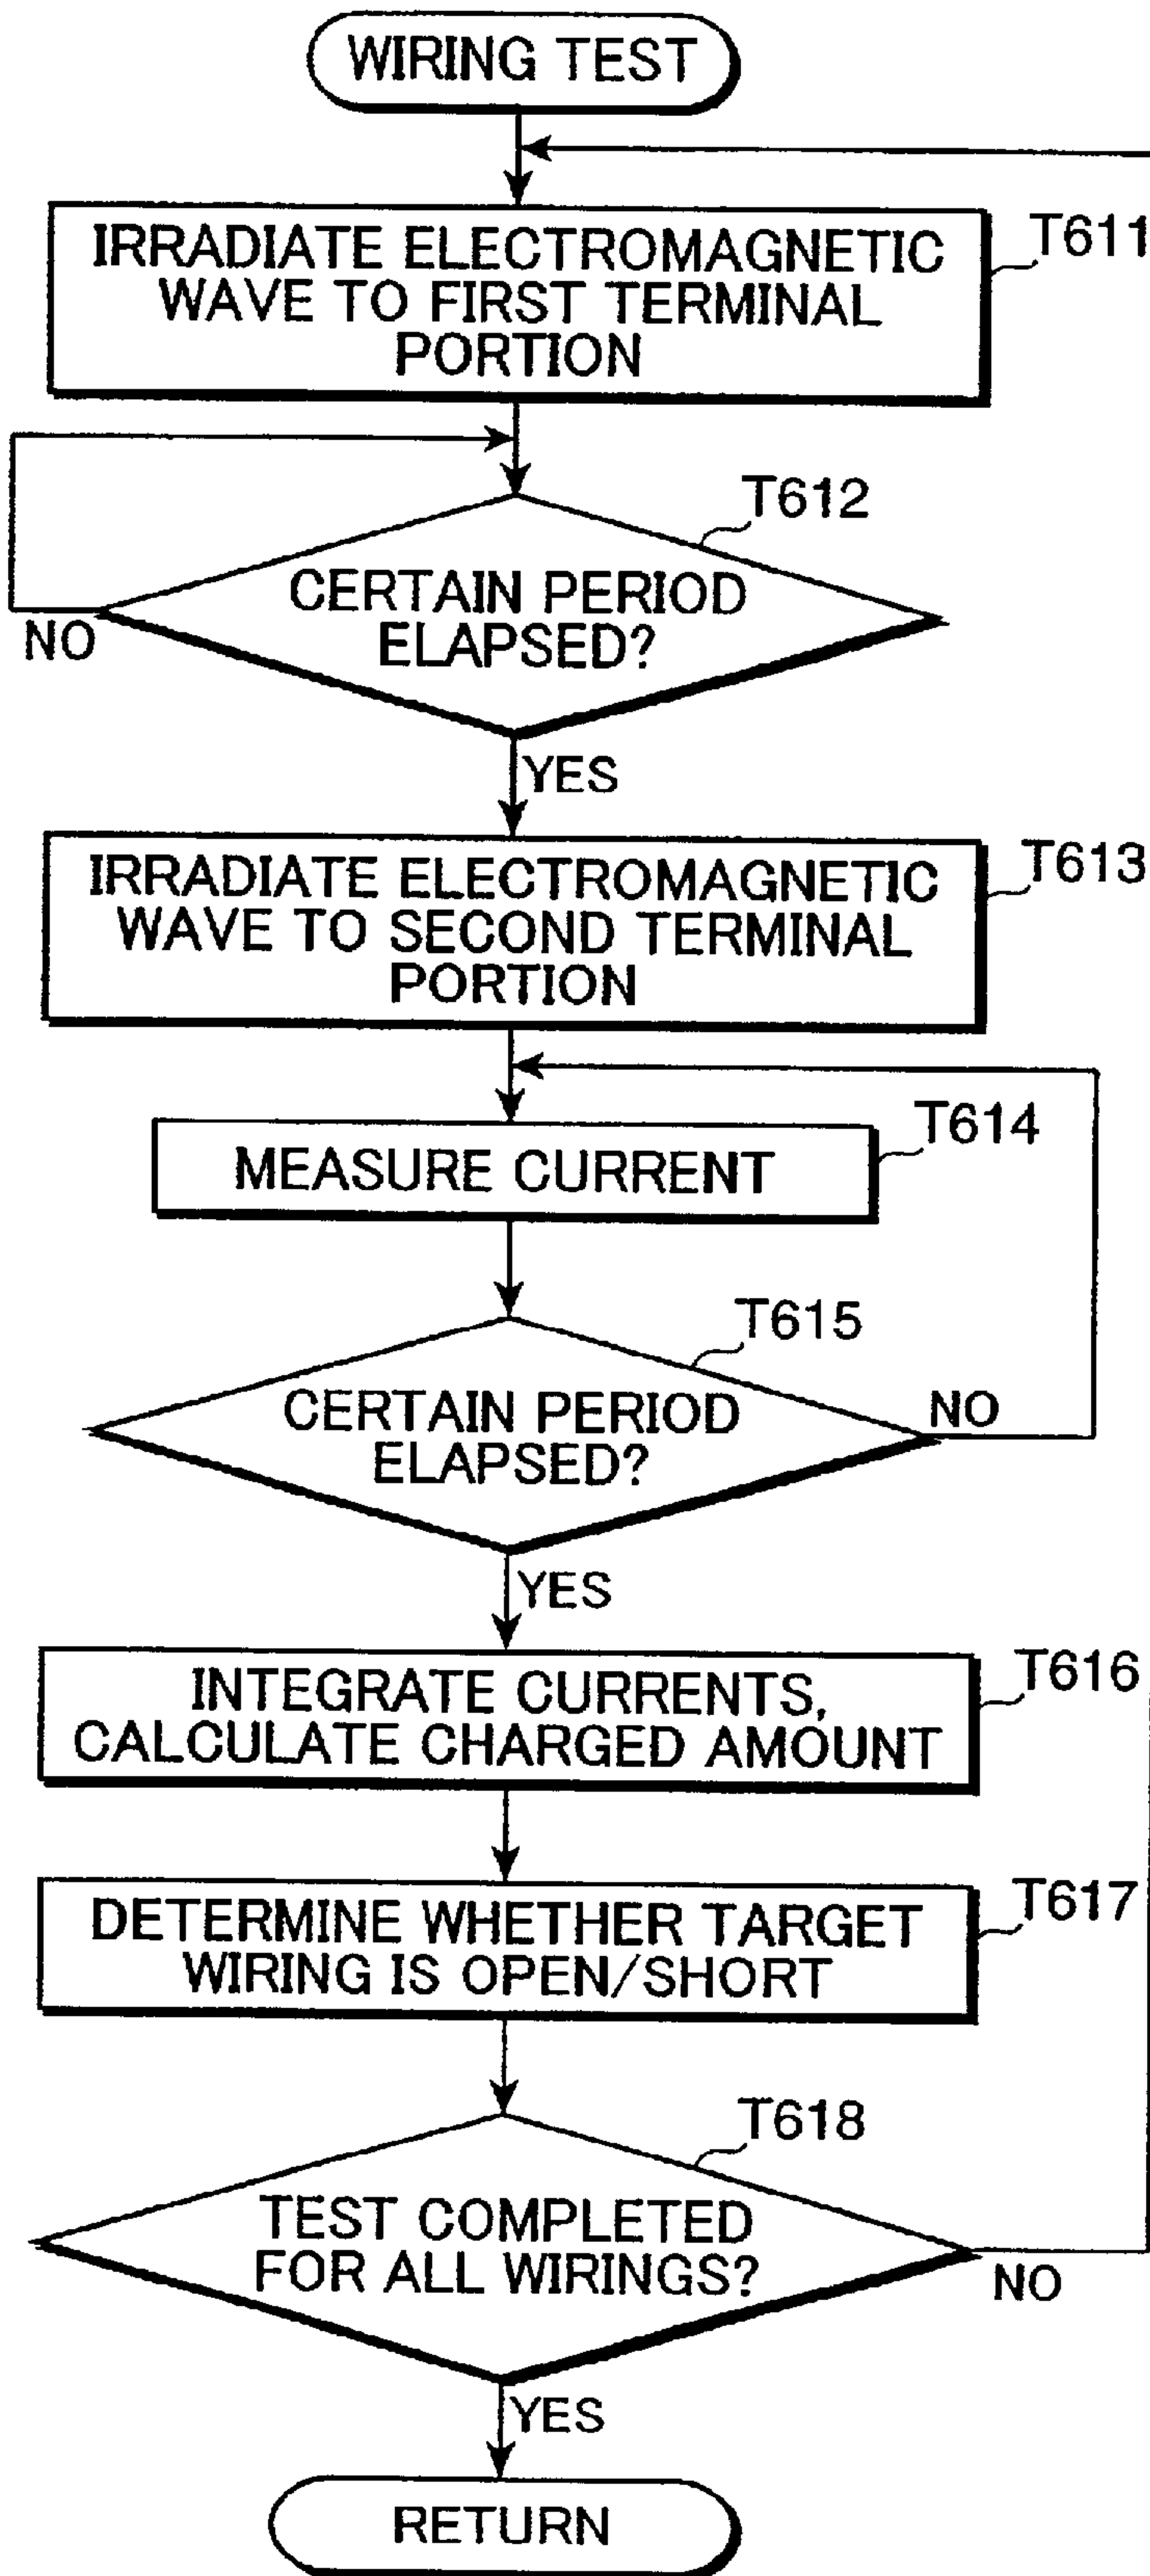 WIRING TEST
IRRADIATE ELECTROMAGNETIC
WAVE TO FIRST TERMINAL
PORTION
T611
T612
CERTAIN PERIOD
ELAPSED?
NO
YES
IRRADIATE ELECTROMAGNETIC
WAVE TO SECOND TERMINAL
PORTION
T613
T614
MEASURE CURRENT
T615
CERTAIN PERIOD
ELAPSED?
NO
YES
INTEGRATE CURRENTS,
CALCULATE CHARGED AMOUNT
T616
DETERMINE WHETHER TARGET
WIRING IS OPEN/SHORT
T617
T618
TEST COMPLETED
FOR ALL WIRINGS?
NO
YES
RETURN